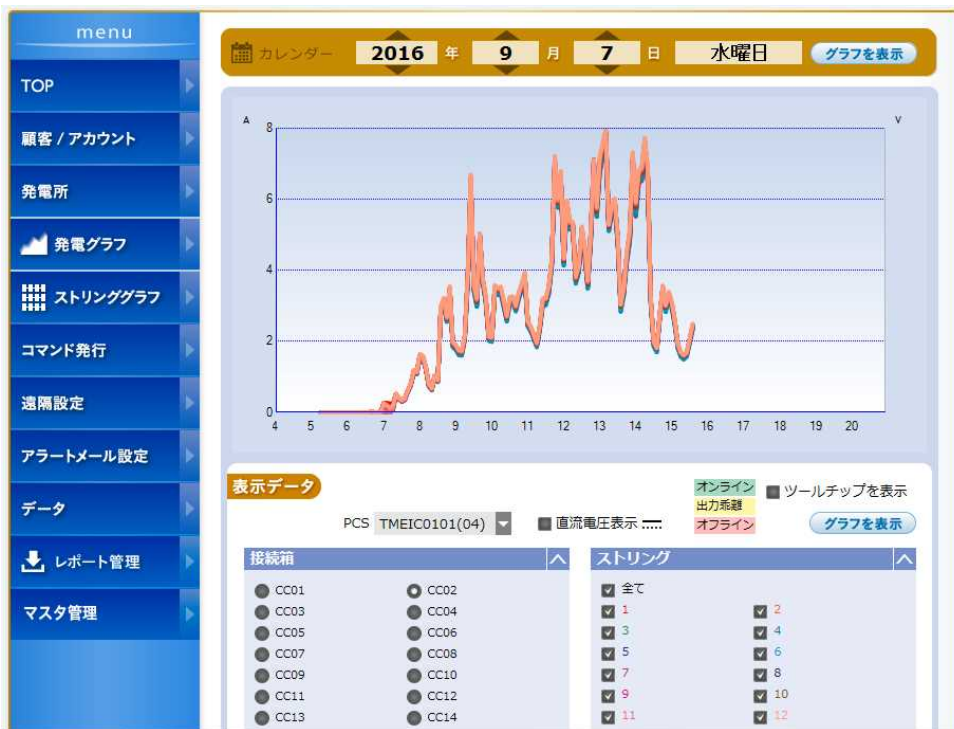 menu
TOP
顧客 / アカウント
発電所
発電グラフ
ストリンググラフ
コマンド発行
遠隔設定
アラートメール設定
データ
レポート管理
マスタ管理
カレンダー 2016 年 9 月 7 日 水曜日 グラフを表示
A V
8
6
4
2
0
4 5 6 7 8 9 10 11 12 13 14 15 16 17 18 19 20
表示データ
オンライン
出力乖離
オフライン
ツールチップを表示
PCS TMEIC0101(04) 直流電圧表示 グラフを表示
接続箱
CC01 CC02
CC03 CC04
CC05 CC06
CC07 CC08
CC09 CC10
CC11 CC12
CC13 CC14
ストリング
全て
1 2
3 4
5 6
7 8
9 10
11 12